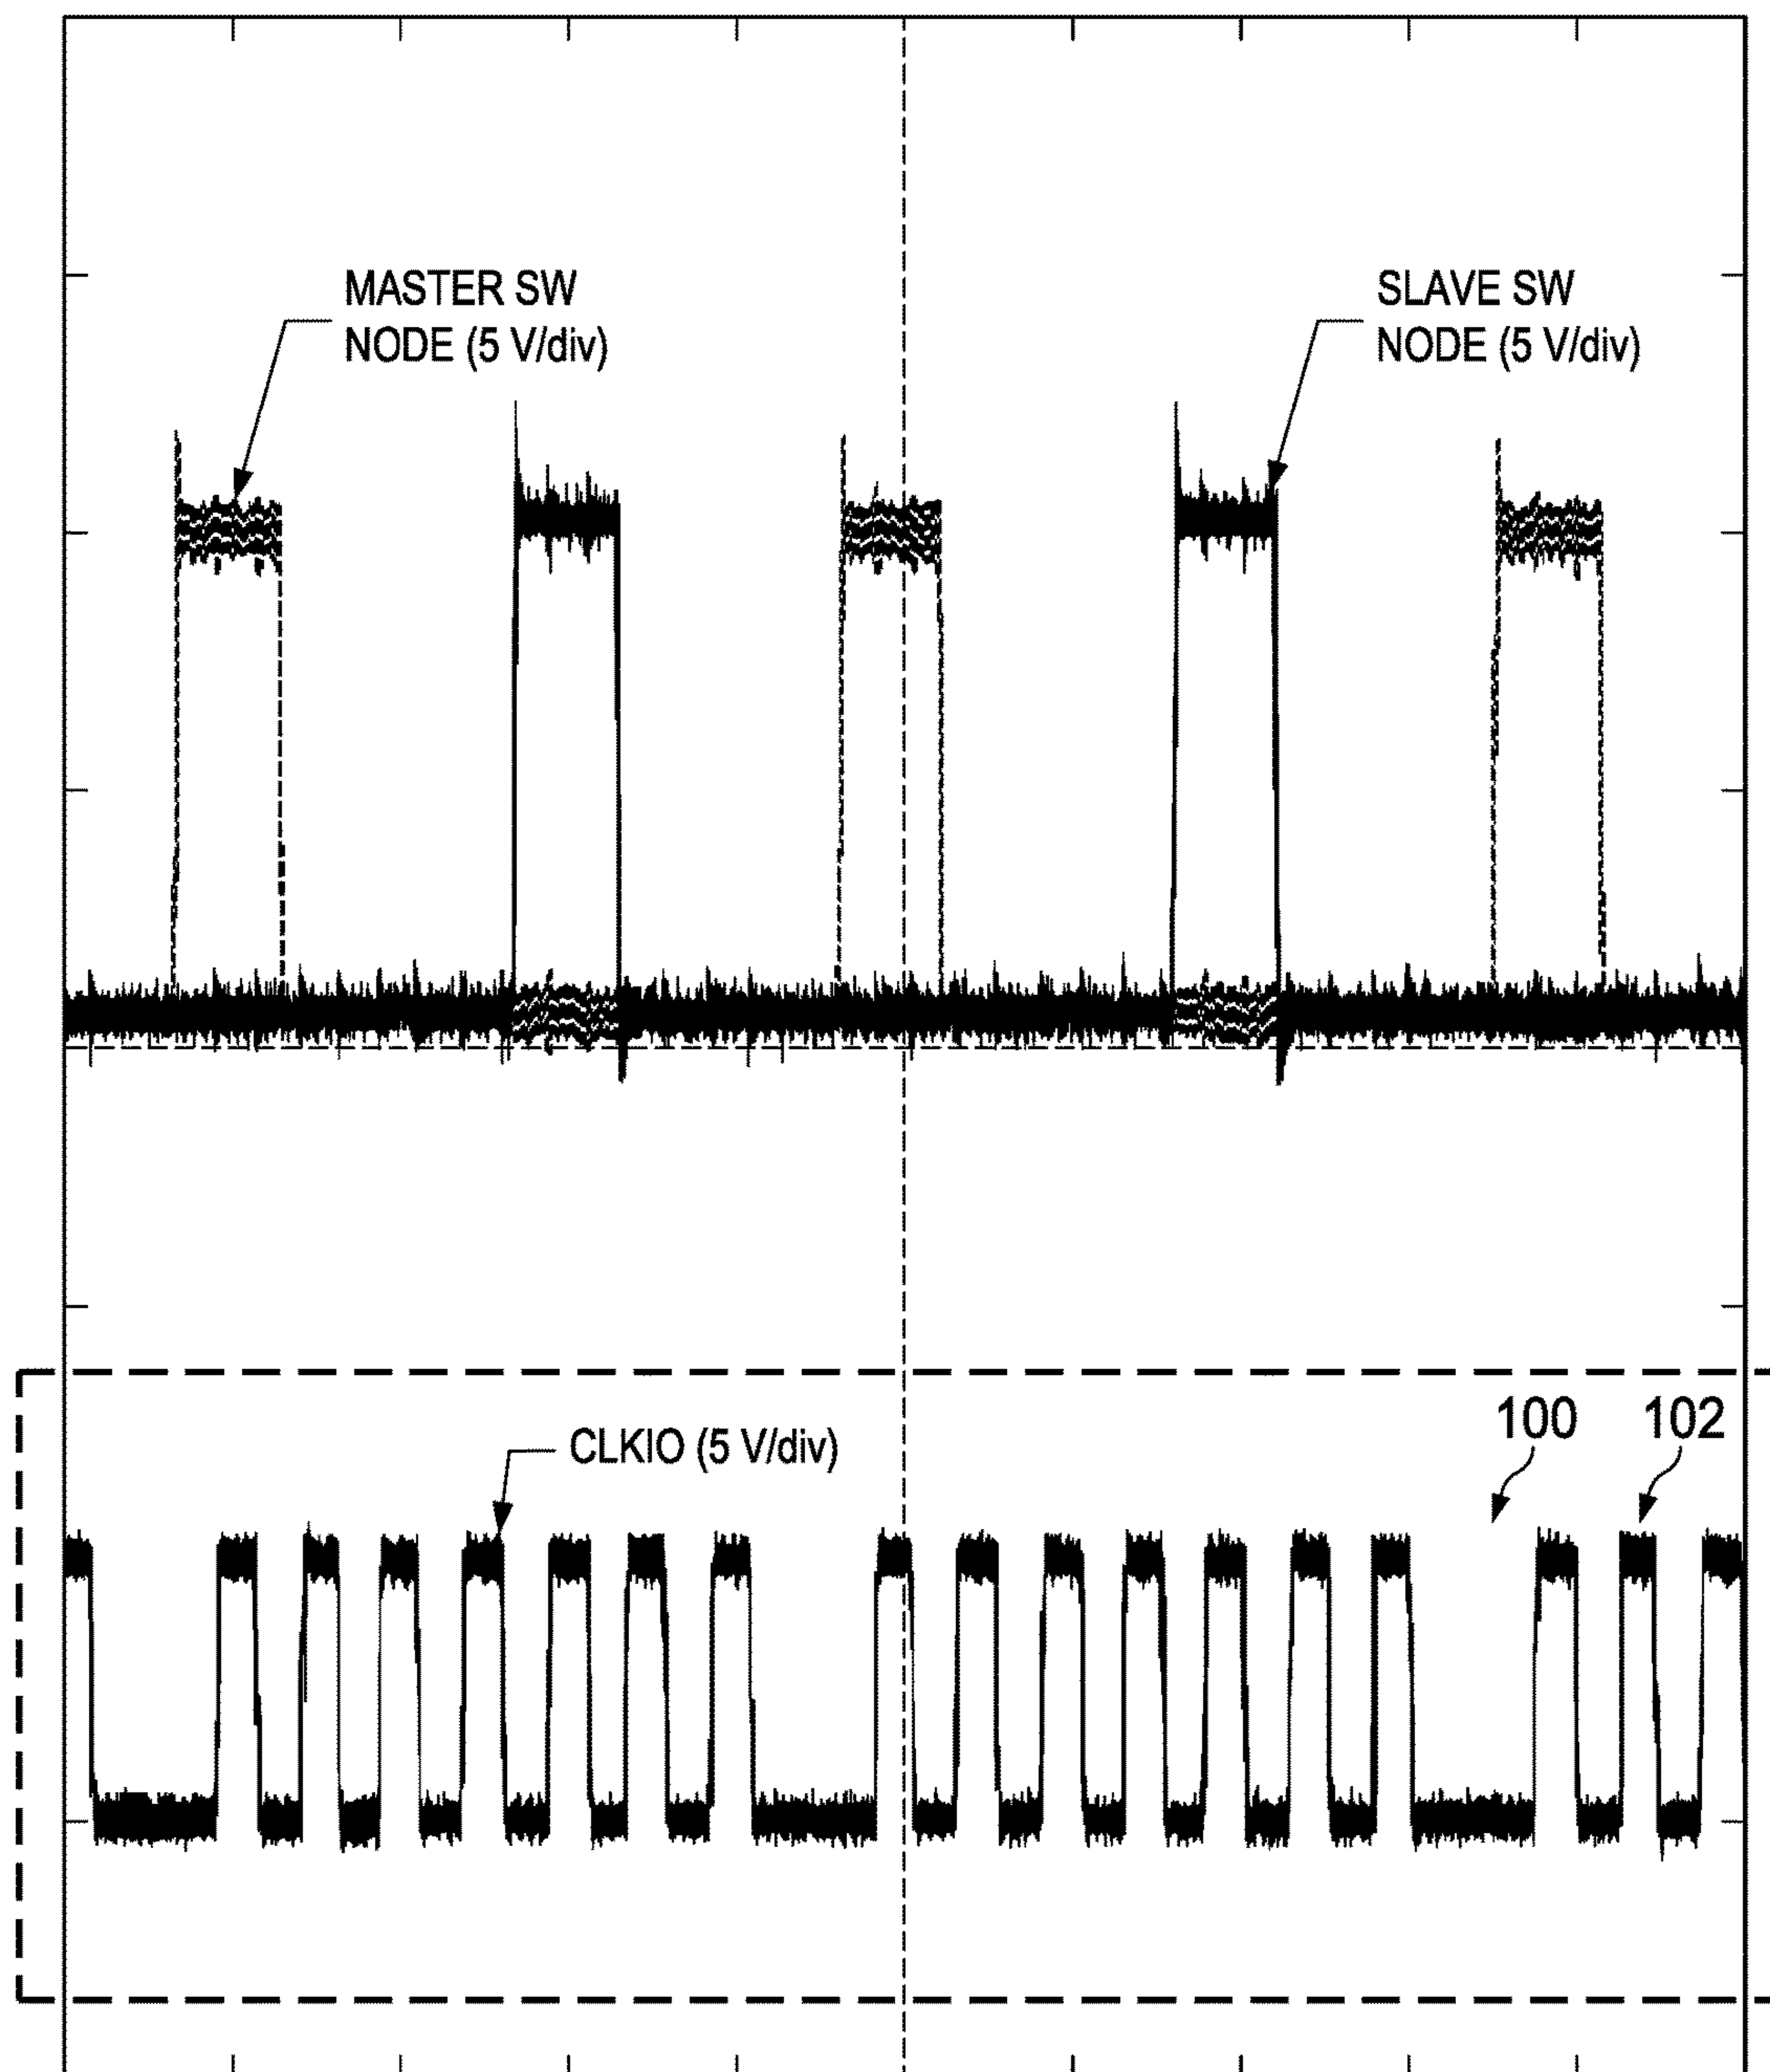 MASTER SW
NODE (5 V/div)
SLAVE SW
NODE (5 V/div)
CLKIO (5 V/div)
100
102